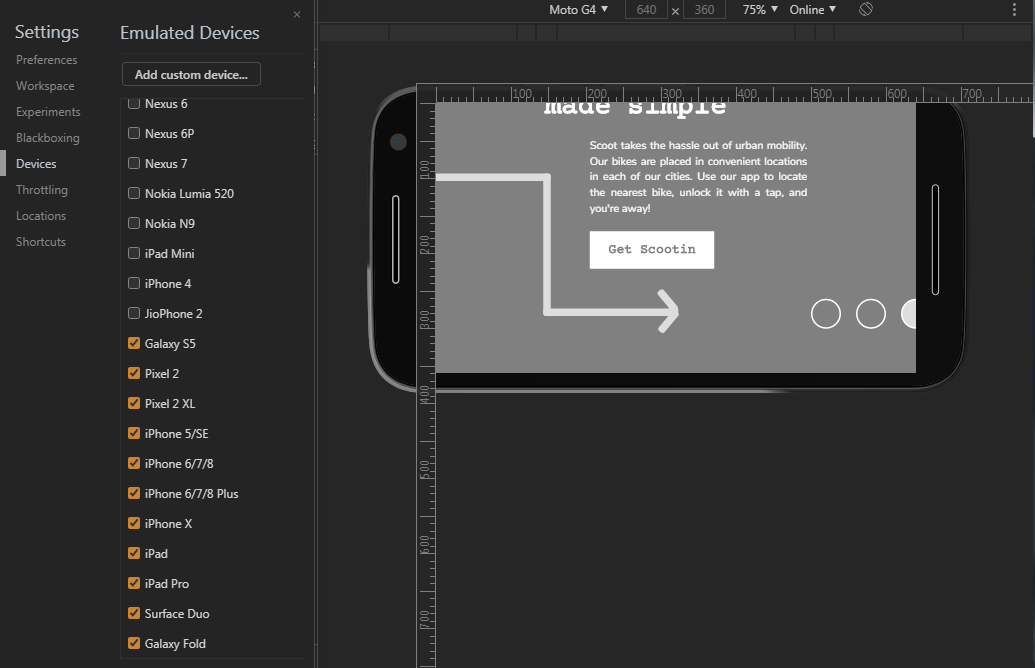 Settings
Preferences
Workspace
Experiments
Blackboxing
Devices
Throttling
Locations
Shortcuts
×
Emulated Devices
Add custom device...
Nexus 6
Nexus 6P
Nexus 7
Nokia Lumia 520
Nokia N9
iPad Mini
iPhone 4
JioPhone 2
Galaxy S5
Pixel 2
Pixel 2 XL
iPhone 5/SE
iPhone 6/7/8
iPhone 6/7/8 Plus
iPhone X
iPad
iPad Pro
Surface Duo
Galaxy Fold
Moto G4 ▼ 640 × 360 75% ▼ Online ▼
100 200 300 400 500 600 700
100
200
300
400
500
600
700
made simple
Scoot takes the hassle out of urban mobility.
Our bikes are placed in convenient locations
in each of our cities. Use our app to locate
the nearest bike, unlock it with a tap, and
you're away!
Get Scootin